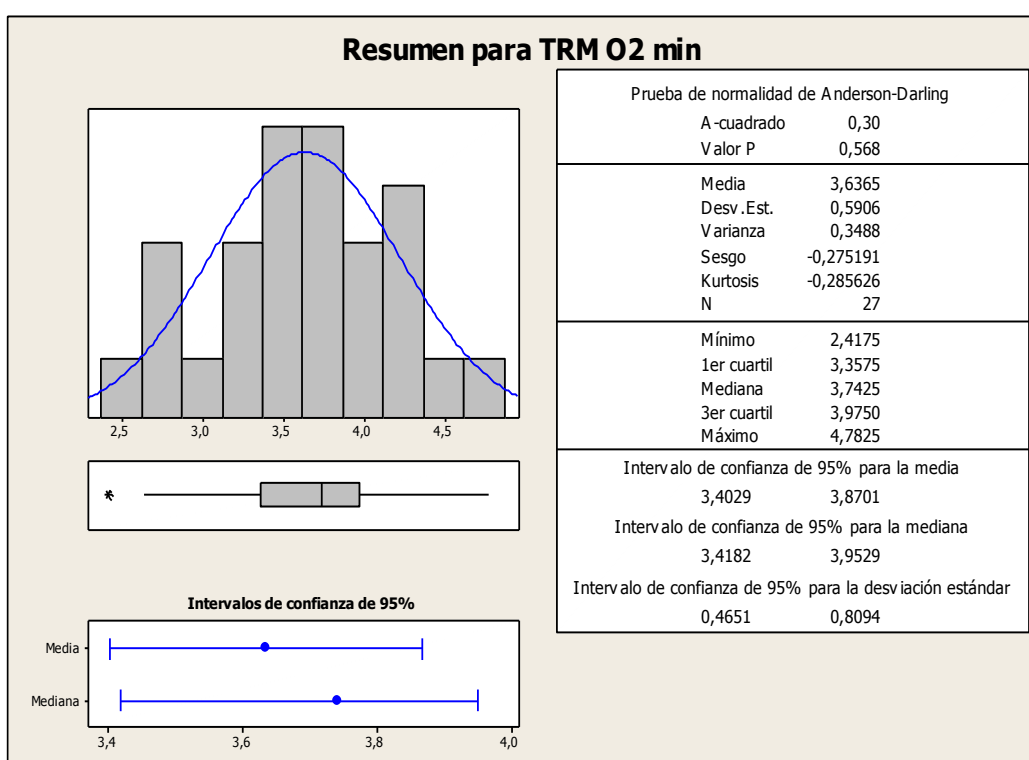 Resumen para TRM O2 min
2,5 3,0 3,5 4,0 4,5
Intervalos de confianza de 95%
Media
Mediana
3,4 3,6 3,8 4,0
Prueba de normalidad de Anderson-Darling
A-cuadrado 0,30
Valor P 0,568
Media 3,6365
Desv.Est. 0,5906
Varianza 0,3488
Sesgo -0,275191
Kurtosis -0,285626
N 27
Mínimo 2,4175
1er cuartil 3,3575
Mediana 3,7425
3er cuartil 3,9750
Máximo 4,7825
Intervalo de confianza de 95% para la media
3,4029 3,8701
Intervalo de confianza de 95% para la mediana
3,4182 3,9529
Intervalo de confianza de 95% para la desviación estándar
0,4651 0,8094